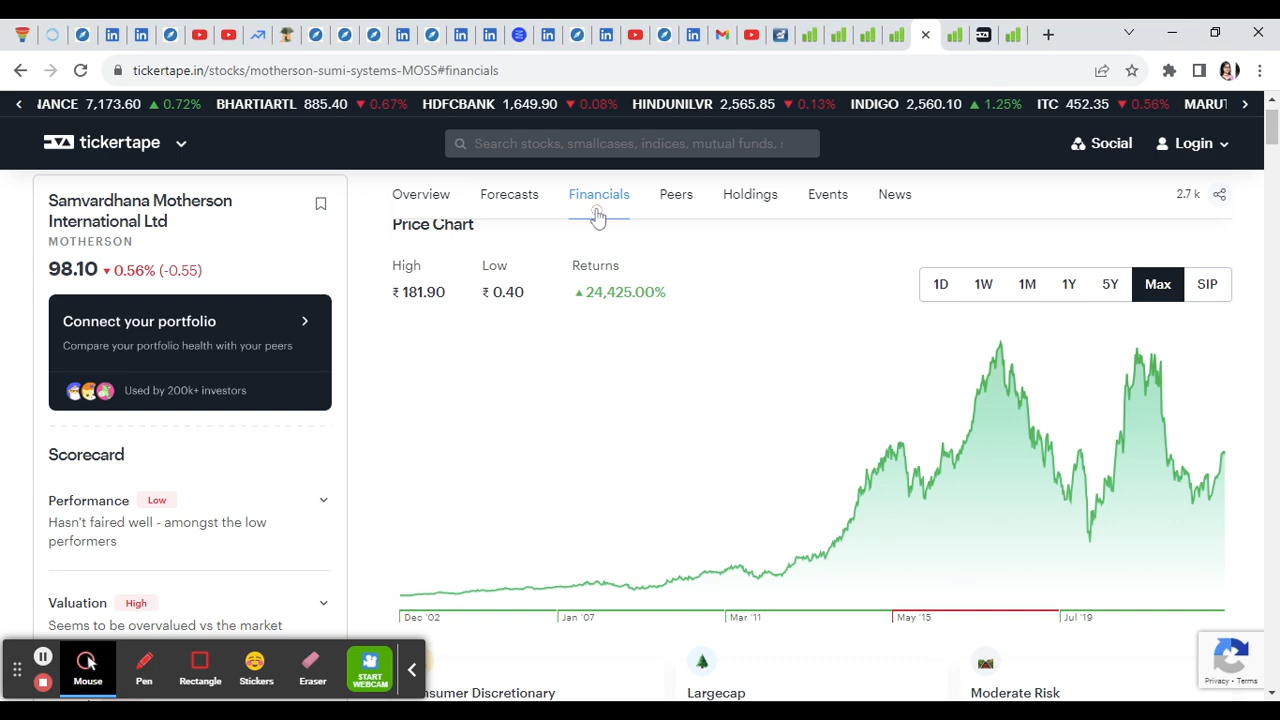 tickertape.in/stocks/motherson-sumi-systems-MOSS#financials
IANCE 7,173.60 ▲ 0.72% BHARTIARTL 885.40 ▼ 0.67% HDFCBANK 1,649.90 ▼ 0.08% HINDUNILVR 2,565.85 ▼ 0.13% INDIGO 2,560.10 ▲ 1.25% ITC 452.35 ▼ 0.56% MARUT
tickertape
Search stocks, smallcases, indices, mutual funds,
Social
Login
Samvardhana Motherson
International Ltd
MOTHERSON
98.10 ▼ 0.56% (-0.55)
Connect your portfolio
Compare your portfolio health with your peers
Used by 200k+ investors
Scorecard
Performance Low
Hasn't faired well - amongst the low
performers
Valuation High
Seems to be overvalued vs the market
Overview Forecasts Financials Peers Holdings Events News
2.7 k
Price Chart
High Low Returns
₹ 181.90 ₹ 0.40 ▲ 24,425.00%
1D 1W 1M 1Y 5Y Max SIP
Dec '02 Jan '07 Mar '11 May '15 Jul '19
nsumer Discretionary
Largecap
Moderate Risk
Mouse Pen Rectangle Stickers Eraser
START
WEBCAM
Privacy - Terms